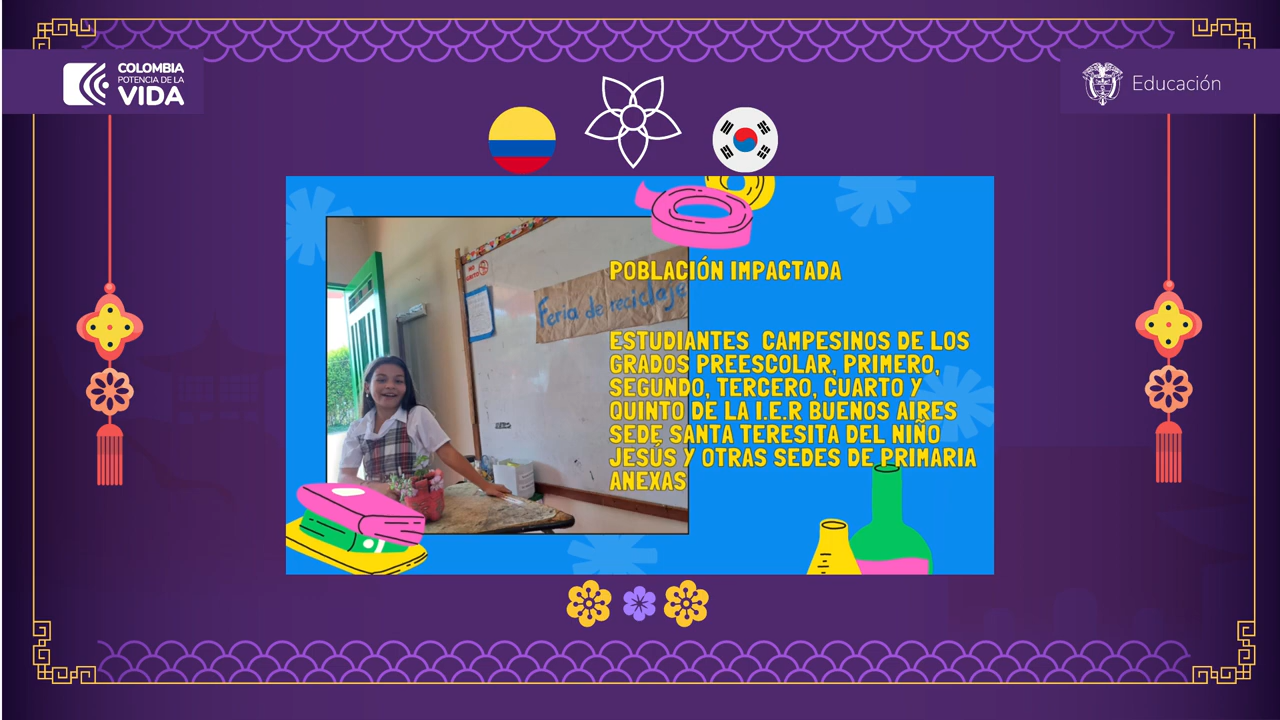 COLOMBIA
POTENCIA DE LA
VIDA
Educación
POBLACIÓN IMPACTADA
NO
Feria de reciclaje
ESTUDIANTES CAMPESINOS DE LOS
GRADOS PREESCOLAR, PRIMERO,
SEGUNDO, TERCERO, CUARTO Y
QUINTO DE LA I.E.R BUENOS AIRES
SEDE SANTA TERESITA DEL NIÑO
JESÚS Y OTRAS SEDES DE PRIMARIA
ANEXAS